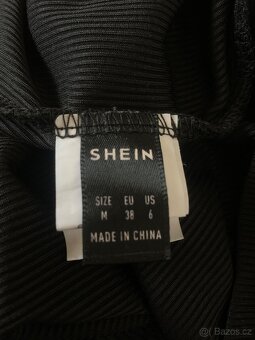 SHEIN
SIZE EU US
M 38 6
MADE IN CHINA
Bazos.cz